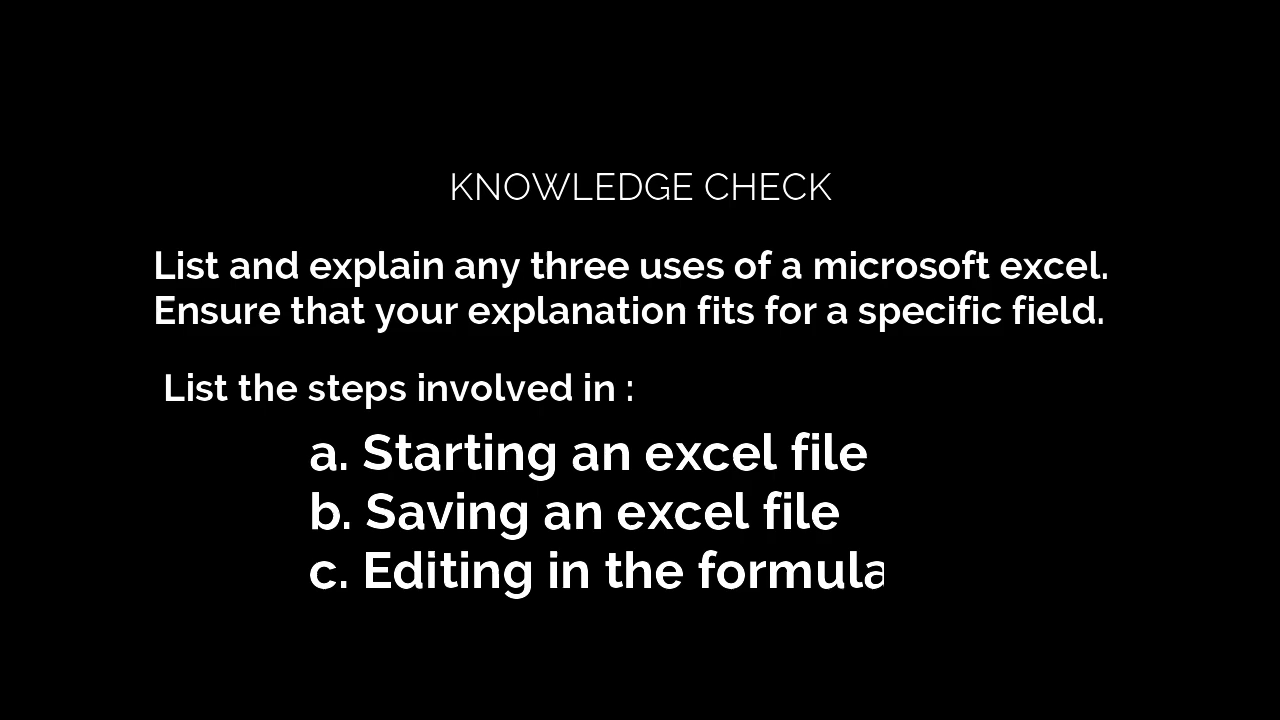 KNOWLEDGE CHECK
List and explain any three uses of a microsoft excel.
Ensure that your explanation fits for a specific field.
List the steps involved in :
a. Starting an excel file
b. Saving an excel file
c. Editing in the formula